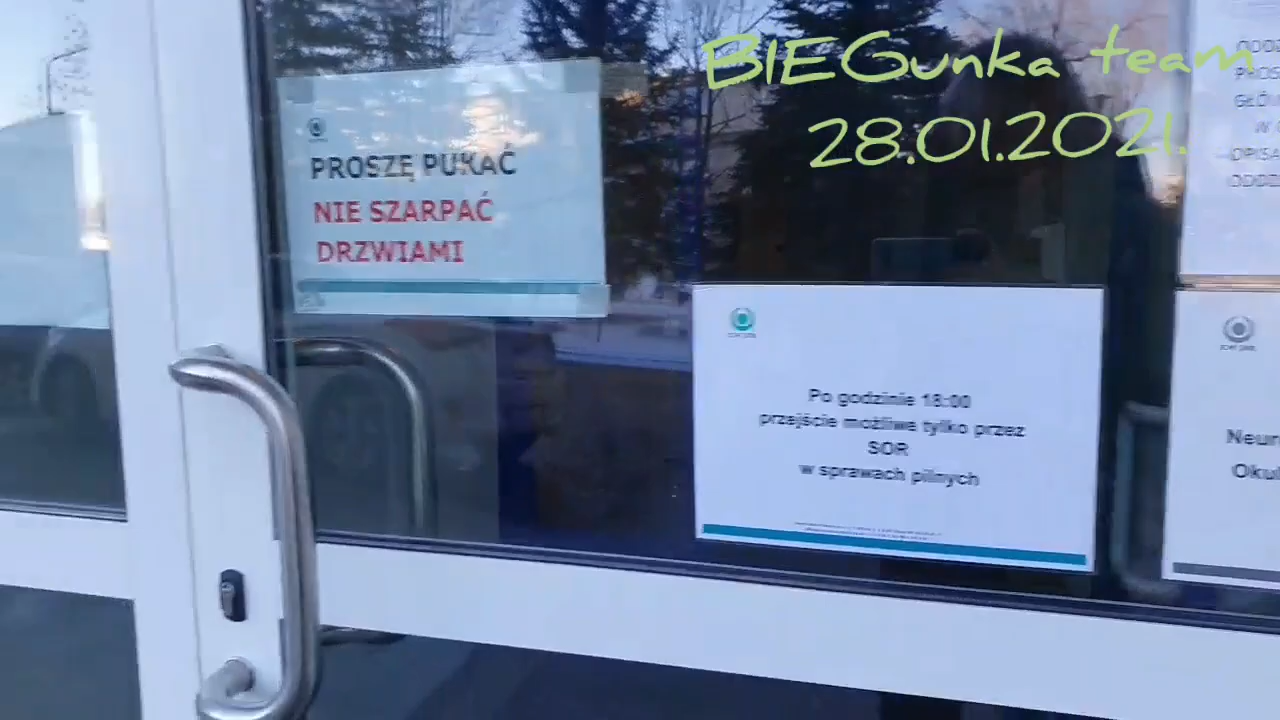 BIEGunka team
28.01.2021.
PROSZĘ PUKAĆ
NIE SZARPAĆ
DRZWIAMI
Po godzinie 18:00
przejście możliwe tylko przez
SOR
w sprawach pilnych